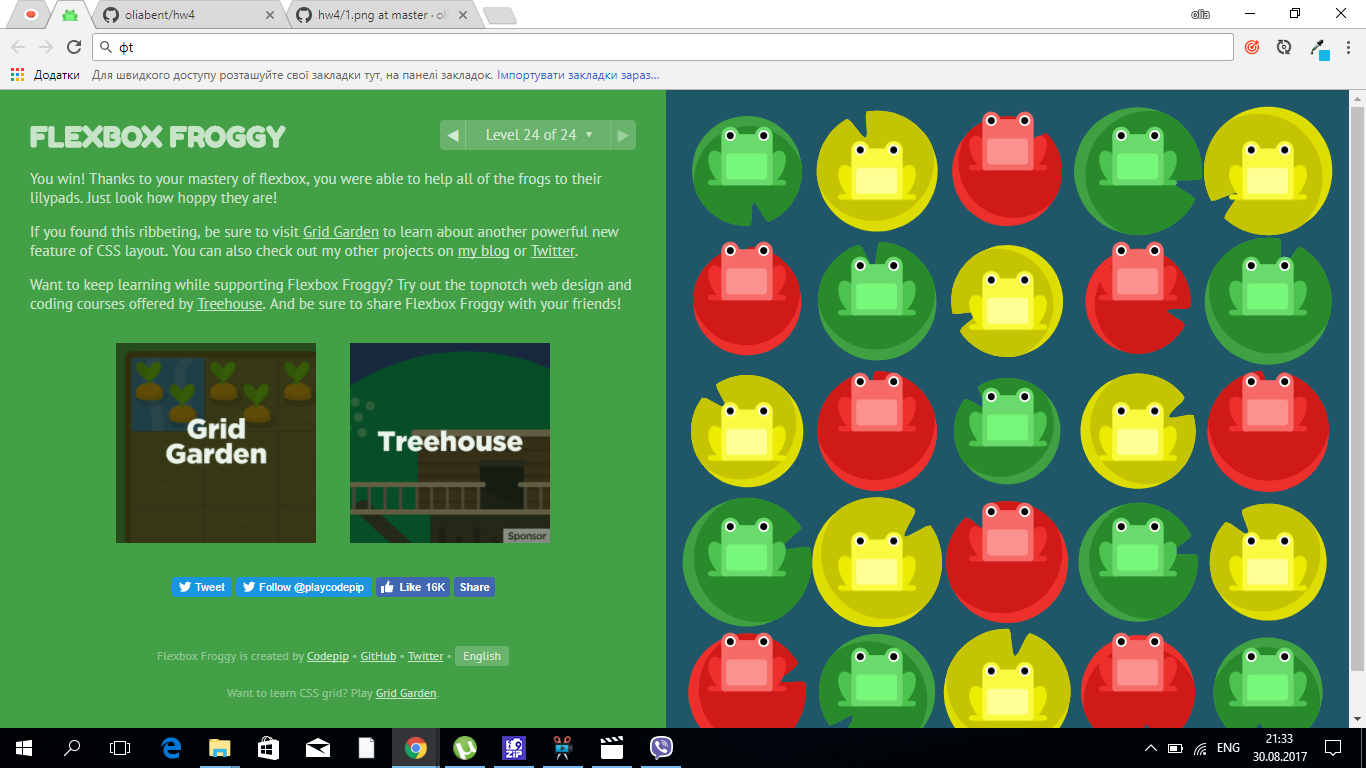 oliabent/hw4
hw4/1.png at master · oli
olia
фt
Додатки
Для швидкого доступу розташуйте свої закладки тут, на панелі закладок. Імпортувати закладки зараз...
FLEXBOX FROGGY
Level 24 of 24
You win! Thanks to your mastery of flexbox, you were able to help all of the frogs to their
lilypads. Just look how hoppy they are!
If you found this ribbeting, be sure to visit Grid Garden to learn about another powerful new
feature of CSS layout. You can also check out my other projects on my blog or Twitter.
Want to keep learning while supporting Flexbox Froggy? Try out the topnotch web design and
coding courses offered by Treehouse. And be sure to share Flexbox Froggy with your friends!
Grid
Garden
Treehouse
Sponsor
Tweet
Follow @playcodepip
Like 16K
Share
Flexbox Froggy is created by Codepip • GitHub • Twitter • English
Want to learn CSS grid? Play Grid Garden.
ENG
21:33
30.08.2017